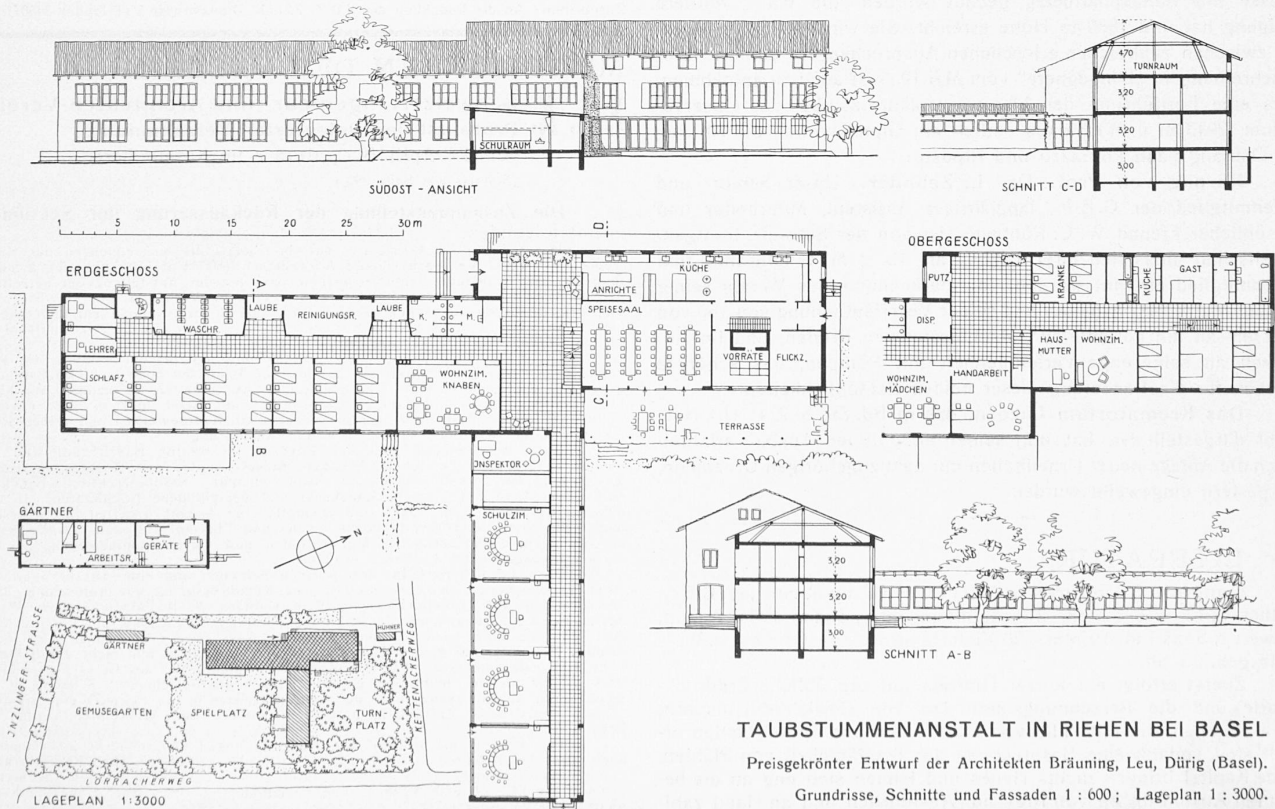 470
TURNRAUM
3,20
3,20
3,00
SCHULRAUM
SÜDOST - ANSICHT
SCHNITT C-D
0 5 10 15 20 25 30 m
ERDGESCHOSS
D
KÜCHE
ANRICHTE
SPEISESAAL
VORRÄTE
FLICKZ.
C
TERRASSE
A
LAUBE
LAUBE
WASCHR.
REINIGUNGSR.
K.
M.
LEHRER
SCHLAFZ.
WOHNZIM.
KNABEN
B
INSPEKTOR
SCHULZIM.
OBERGESCHOSS
PUTZ
KRANKE
KÜCHE
GAST
DISP.
HAUS-
MUTTER
WOHNZIM.
WOHNZIM.
MÄDCHEN
HANDARBEIT
GÄRTNER
ARBEITSR.
GERÄTE
N
INZLINGER-STRASSE
GÄRTNER
HÜHNER
KETTENACKERWEG
GEMÜSEGARTEN
SPIELPLATZ
TURN-
PLATZ
LÖRRACHERWEG
LAGEPLAN 1:3000
3,20
3,20
3,00
SCHNITT A-B
TAUBSTUMMENANSTALT IN RIEHEN BEI BASEL
Preisgekrönter Entwurf der Architekten Bräuning, Leu, Dürig (Basel).
Grundrisse, Schnitte und Fassaden 1 : 600; Lageplan 1 : 3000.